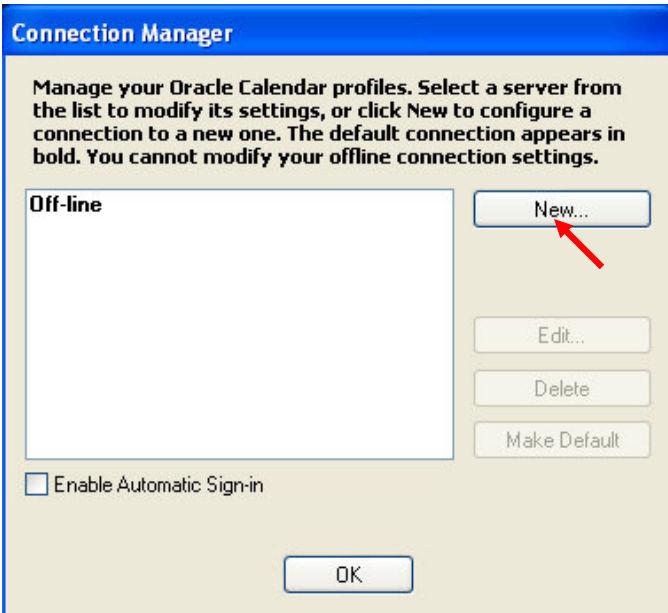 Connection Manager
Manage your Oracle Calendar profiles. Select a server from
the list to modify its settings, or click New to configure a
connection to a new one. The default connection appears in
bold. You cannot modify your offline connection settings.
Off-line
New...
Edit...
Delete
Make Default
Enable Automatic Sign-in
OK